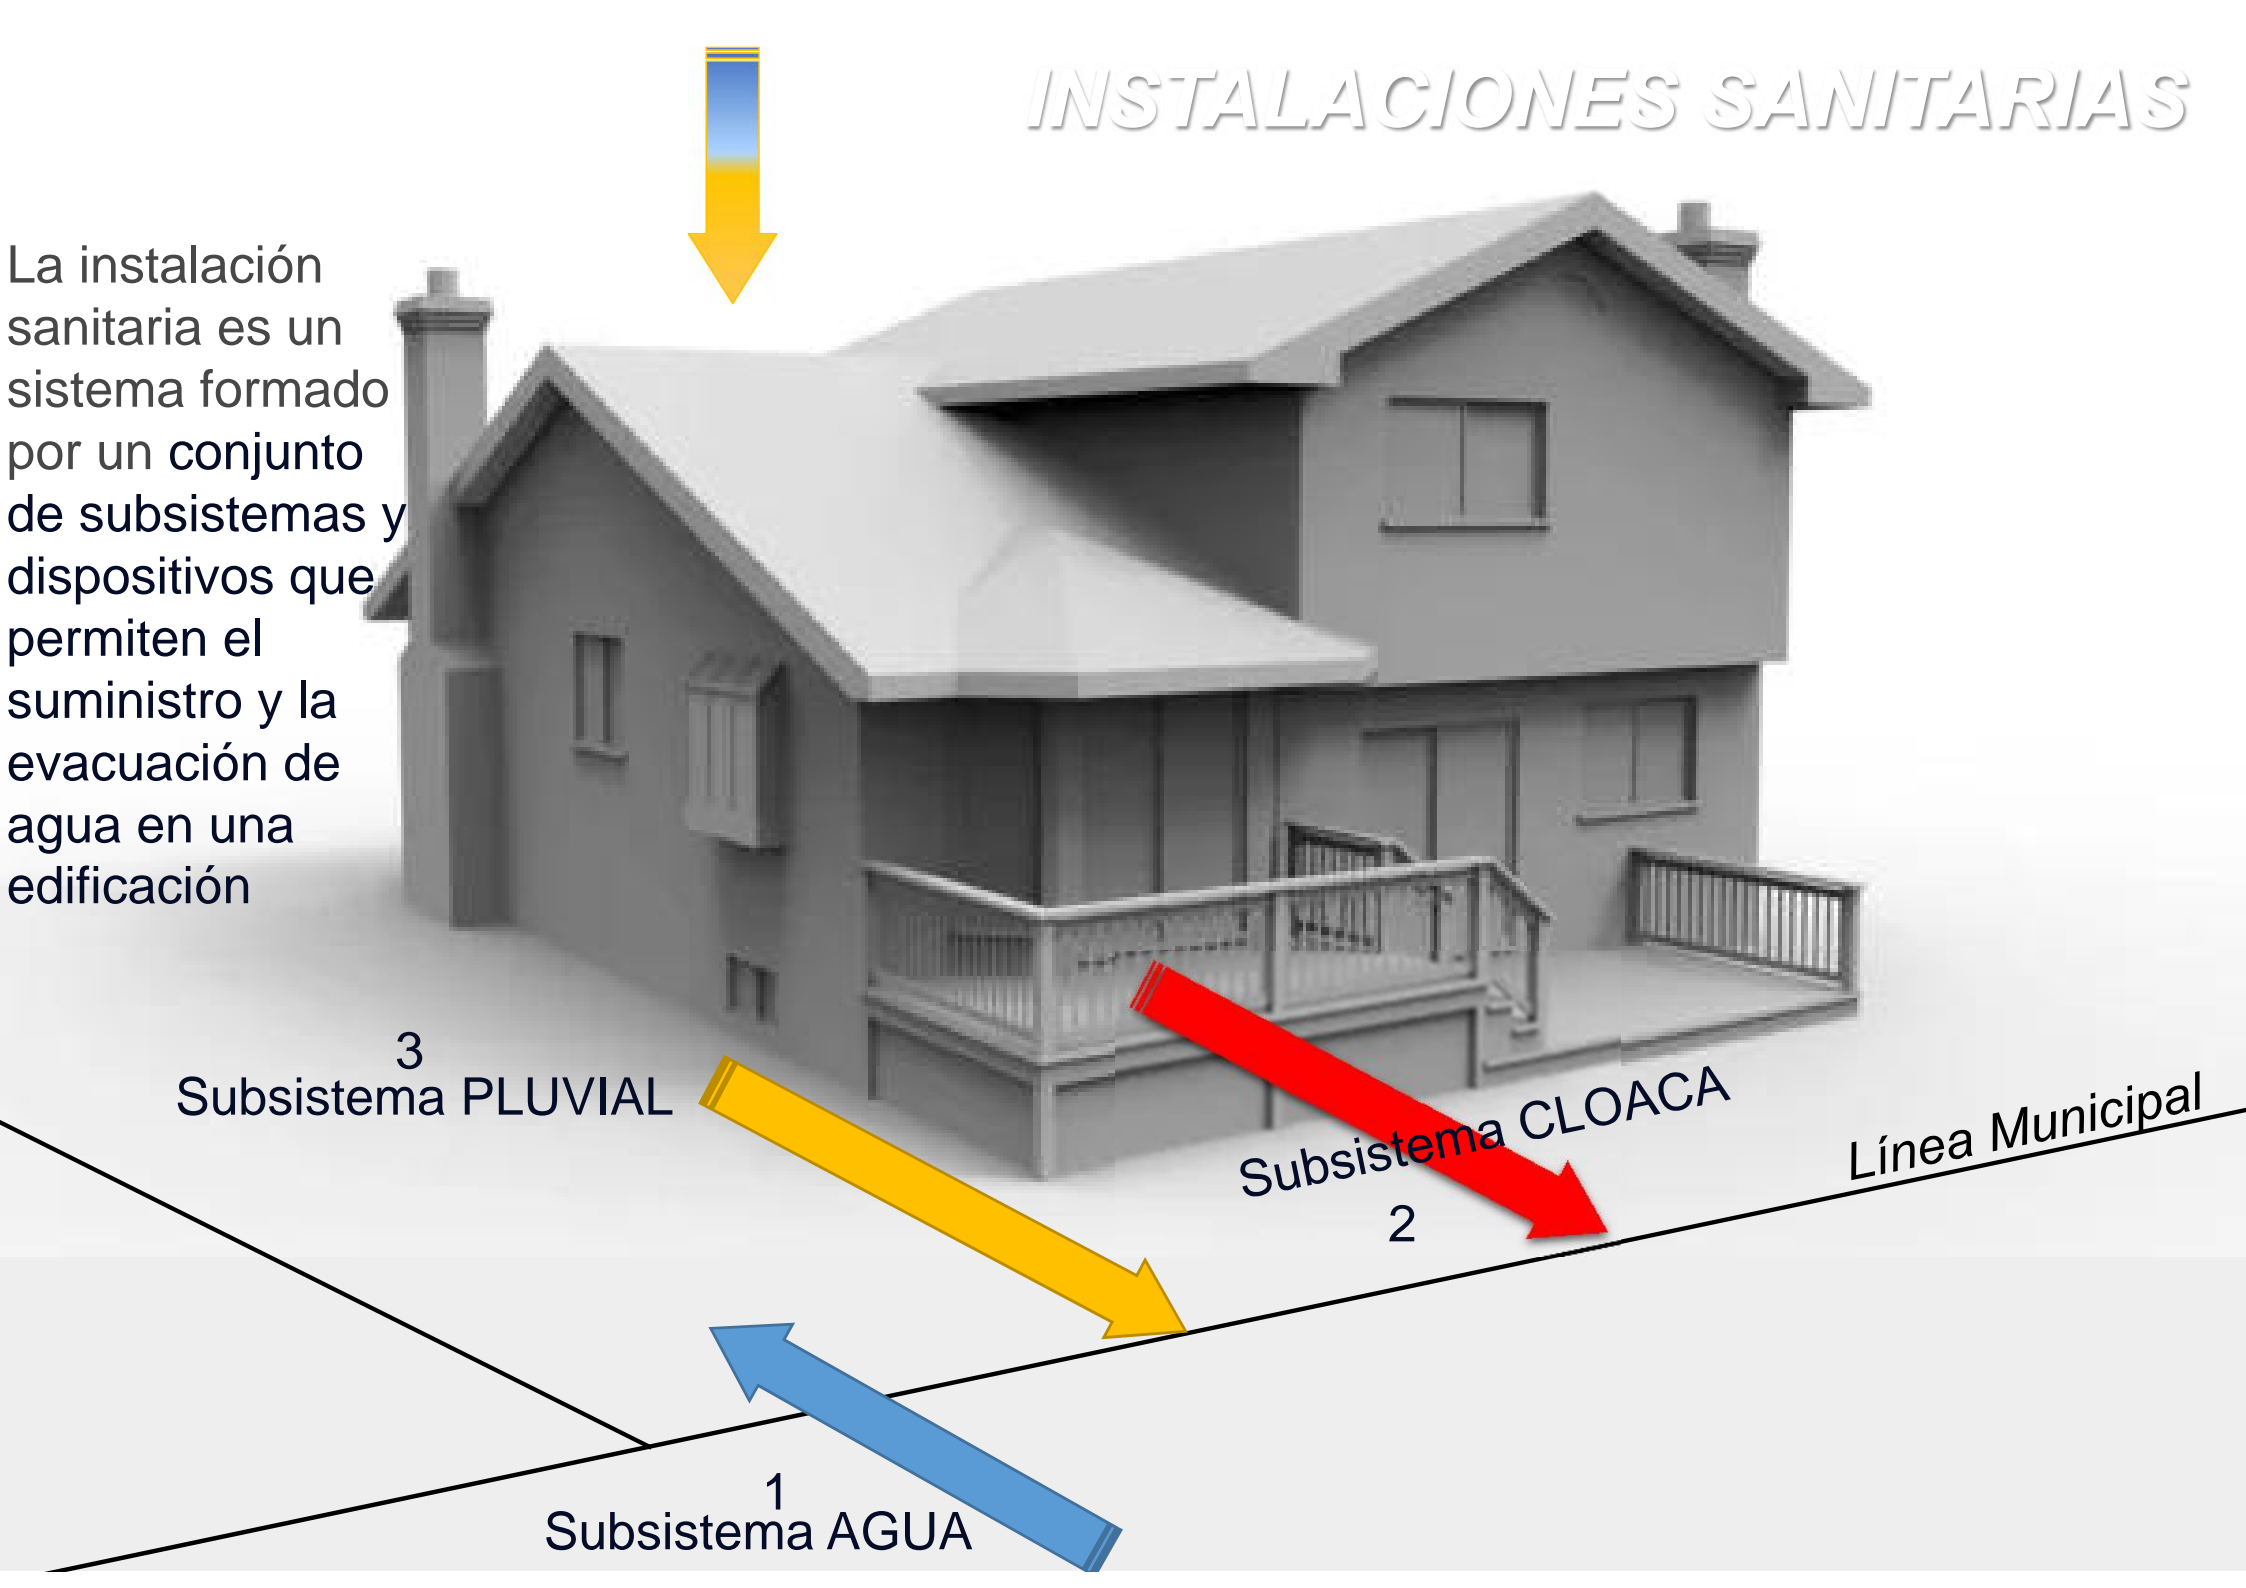 INSTALACIONES SANITARIAS
La instalación
sanitaria es un
sistema formado
por un conjunto
de subsistemas y
dispositivos que
permiten el
suministro y la
evacuación de
agua en una
edificación
3
Subsistema PLUVIAL
Subsistema CLOACA
2
Línea Municipal
1
Subsistema AGUA